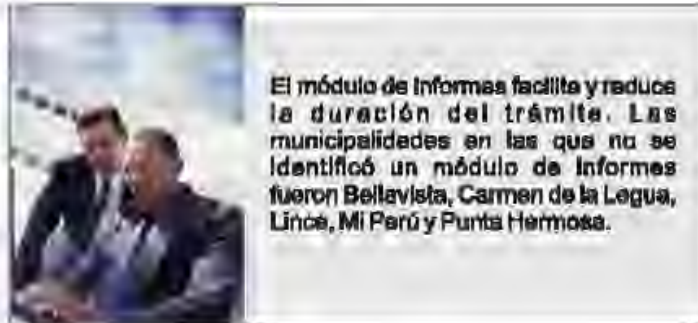 El módulo de Informes facilita y reduce
la duración del trámite. Las
municipalidades en las que no se
identificó un módulo de Informes
fueron Bellavista, Carmen de la Legua,
Lince, Mi Perú y Punta Hermosa.